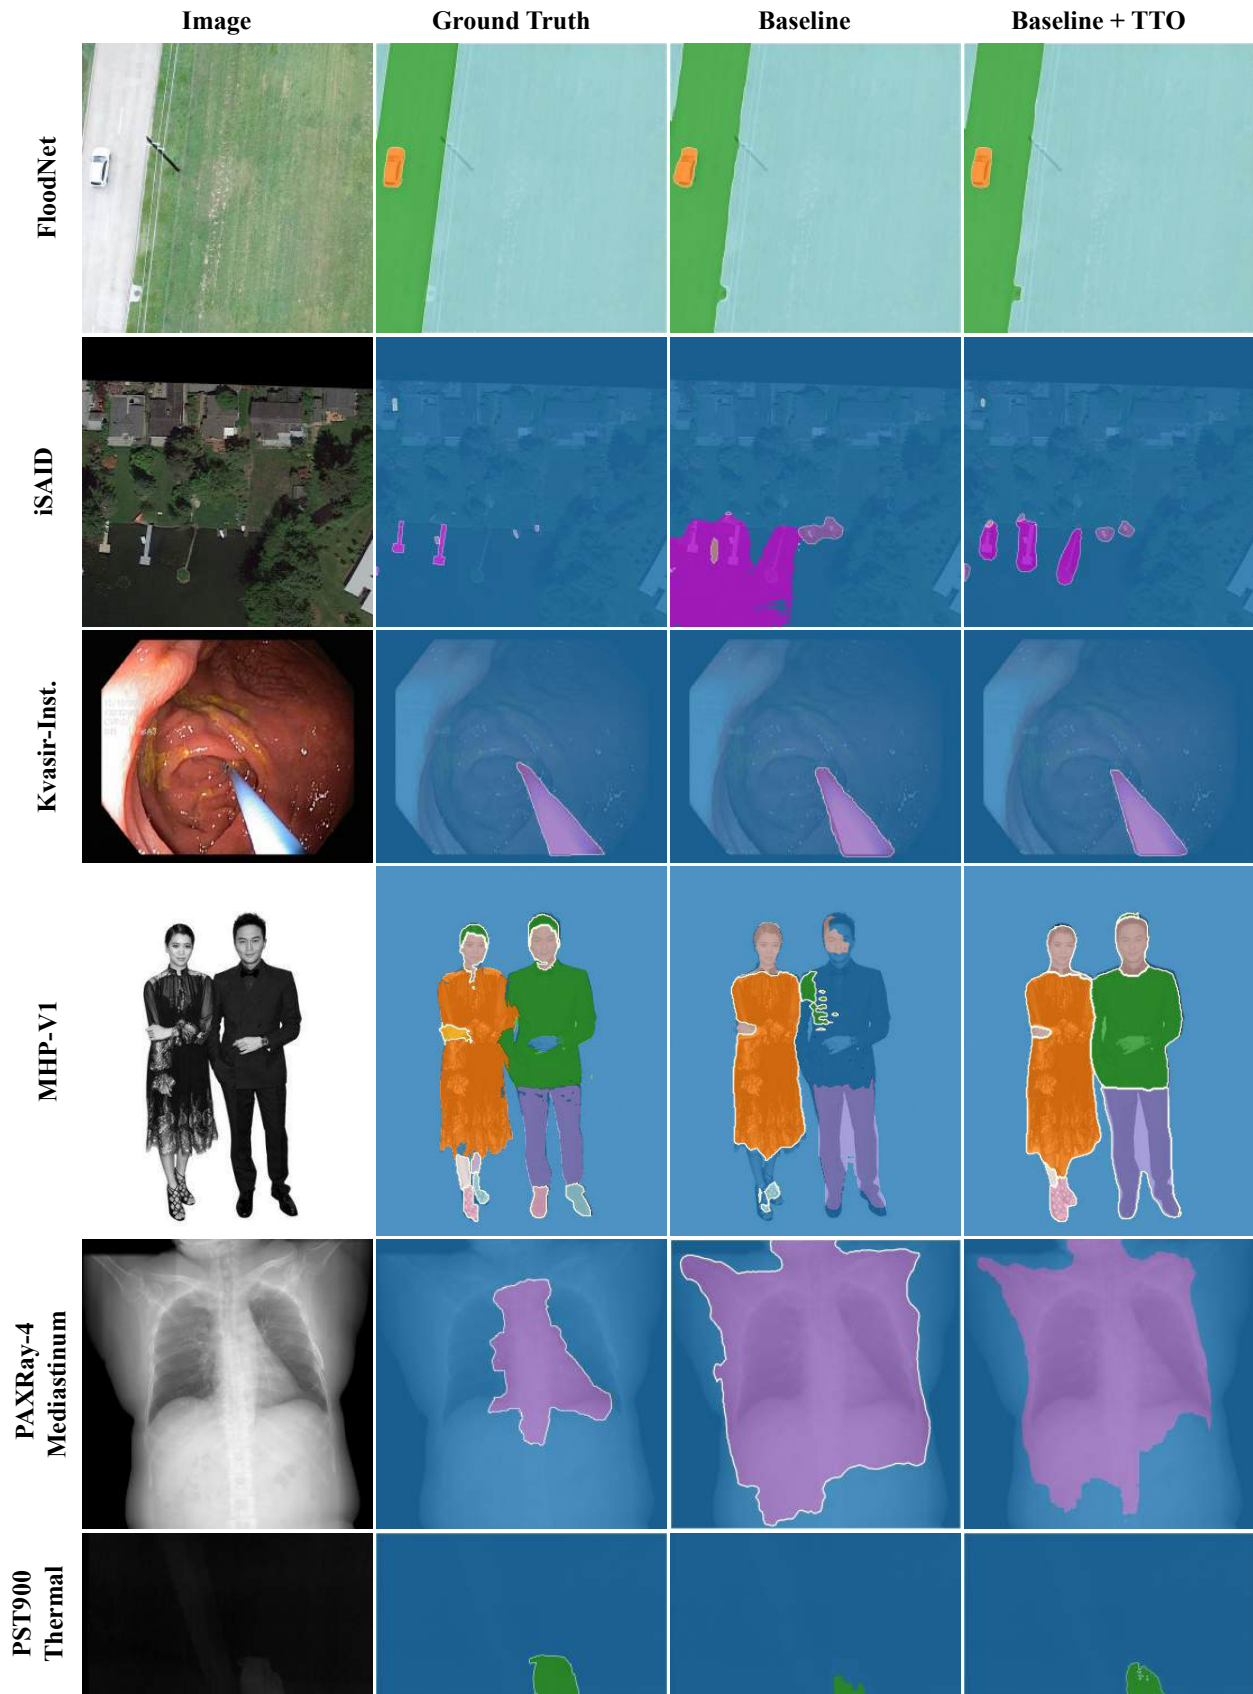 Image Ground Truth Baseline Baseline + TTO
FloodNet
iSAID
Kvasir-Inst.
MHP-V1
PAXRay-4
Mediastinum
PST900
Thermal